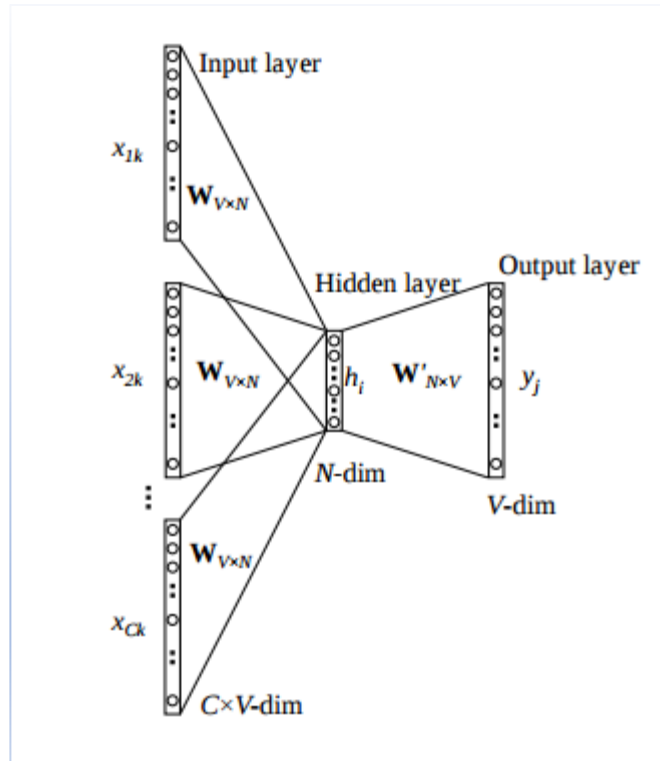 Input layer
x1k
WV×N
Output layer
Hidden layer
x2k
WV×N
hi
W'N×V
yj
N-dim
V-dim
WV×N
xCk
C×V-dim